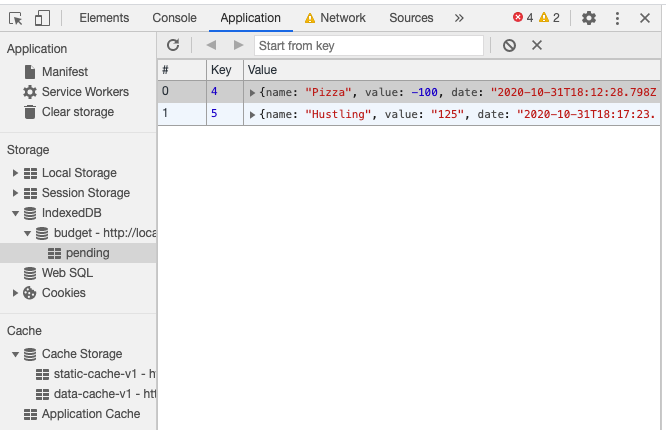 Elements Console Application Network Sources » 4 2
Application
Manifest
Service Workers
Clear storage
Storage
Local Storage
Session Storage
IndexedDB
budget - http://loca
pending
Web SQL
Cookies
Cache
Cache Storage
static-cache-v1 - h
data-cache-v1 - htt
Application Cache
Start from key
# Key Value
0 4 {name: "Pizza", value: -100, date: "2020-10-31T18:12:28.798Z
1 5 {name: "Hustling", value: "125", date: "2020-10-31T18:17:23.